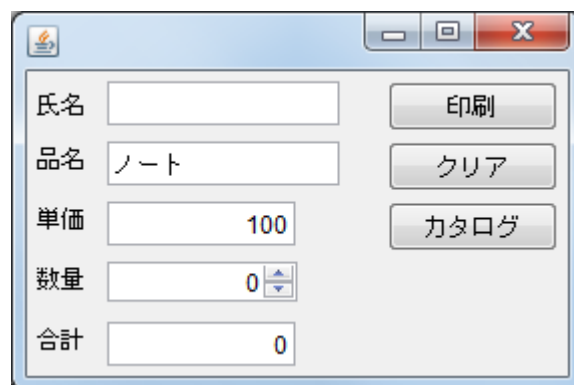 氏名 印刷
品名 ノート クリア
単価 100 カタログ
数量 0
合計 0